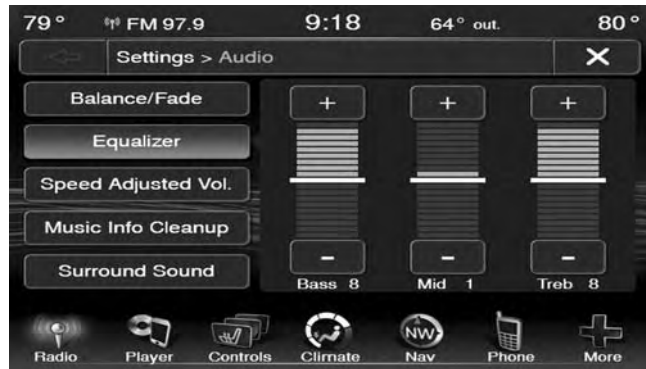 79° FM 97.9 9:18 64° out. 80°
Settings > Audio
Balance/Fade
Equalizer
Speed Adjusted Vol.
Music Info Cleanup
Surround Sound
+ + +
- - -
Bass 8 Mid 1 Treb 8
NW
Radio Player Controls Climate Nav Phone More